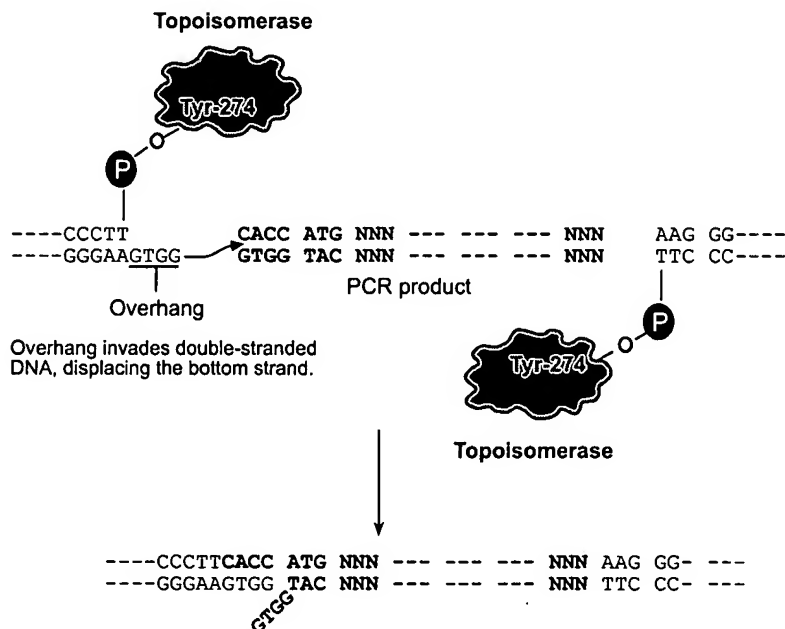 Topoisomerase
Tyr-274
O
P
----CCCTT CACC ATG NNN --- --- --- --- NNN AAG GG----
----GGGAAGTGG GTGG TAC NNN --- --- --- --- NNN TTC CC----
Overhang
PCR product
Overhang invades double-stranded
DNA, displacing the bottom strand.
P
O
Tyr-274
Topoisomerase
----CCCTTCACC ATG NNN --- --- --- --- NNN AAG GG- ---
----GGGAAGTGG TAC NNN --- --- --- --- NNN TTC CC- ---
GTGG